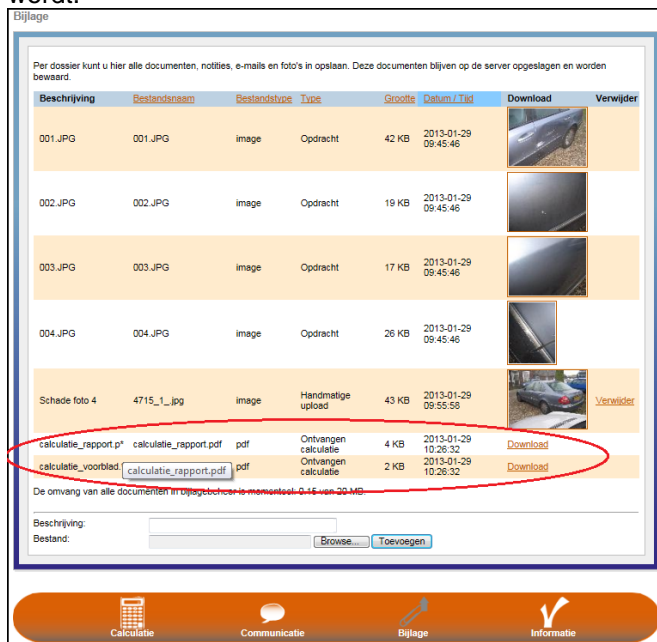 Bijlage
Per dossier kunt u hier alle documenten, notities, e-mails en foto's in opslaan. Deze documenten blijven op de server opgeslagen en worden
bewaard.
Beschrijving Bestandsnaam Bestandstype Type Grootte Datum / Tijd Download Verwijder
001.JPG 001.JPG image Opdracht 42 KB 2013-01-29
09:45:46
002.JPG 002.JPG image Opdracht 19 KB 2013-01-29
09:45:46
003.JPG 003.JPG image Opdracht 17 KB 2013-01-29
09:45:46
004.JPG 004.JPG image Opdracht 26 KB 2013-01-29
09:45:46
Schade foto 4 4715_1_.jpg image Handmatige upload 43 KB 2013-01-29
09:55:58 Verwijder
calculatie_rapport.p* calculatie_rapport.pdf pdf Ontvangen calculatie 4 KB 2013-01-29
10:26:32 Download
calculatie_voorblad. calculatie_rapport.pdf pdf Ontvangen calculatie 2 KB 2013-01-29
10:26:32 Download
De omvang van alle documenten in bijlagebeheer is momenteel: 0.15 van 20 MB.
Beschrijving:
Bestand: Browse... Toevoegen
Calculatie Communicatie Bijlage Informatie